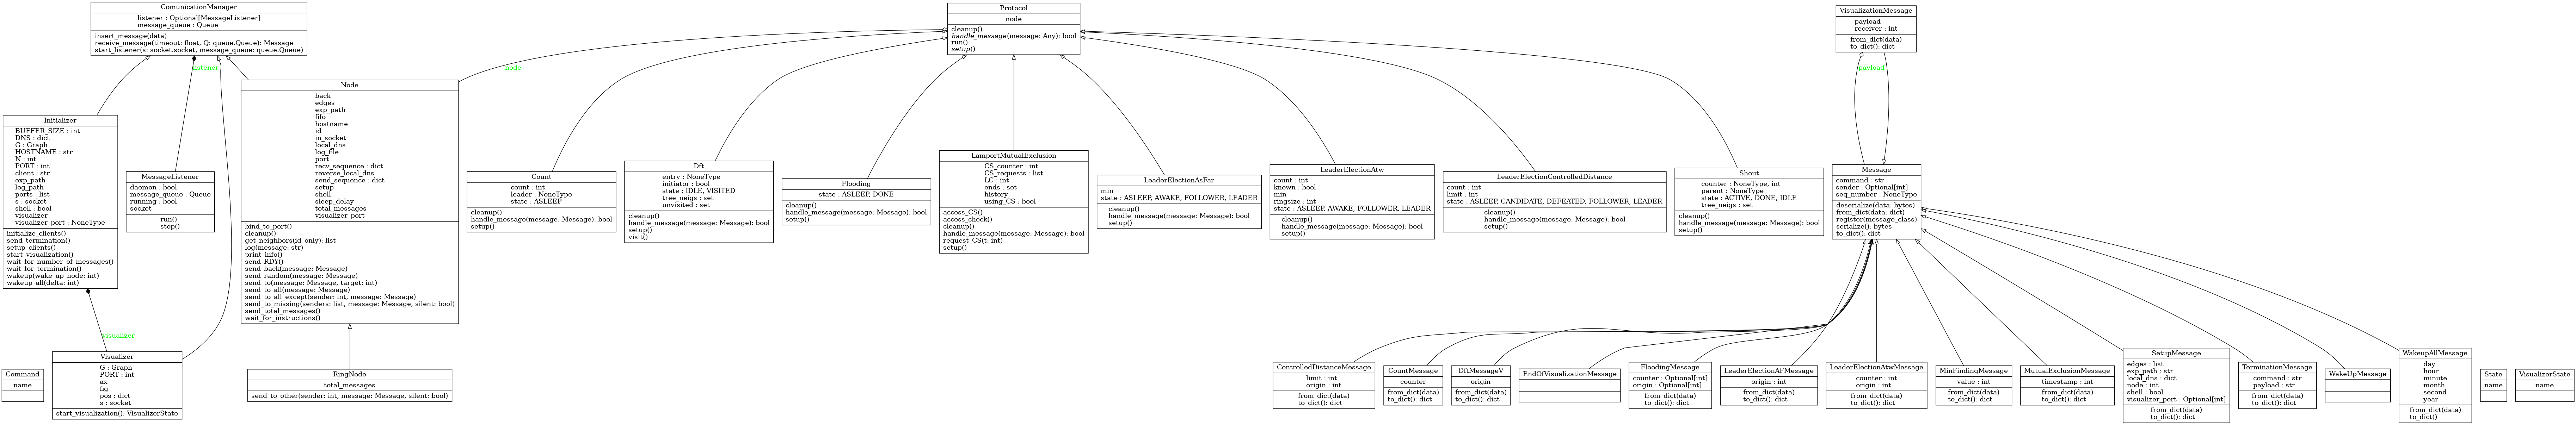 ComunicationManager
listener : Optional[MessageListener]
message_queue : Queue
insert_message(data)
receive_message(timeout: float, Q: queue.Queue): Message
start_listener(s: socket.socket, message_queue: queue.Queue)
Protocol
node
cleanup()
handle_message(message: Any): bool
run()
setup()
VisualizationMessage
payload
receiver : int
from_dict(data)
to_dict(): dict
listener
node
payload
Initializer
BUFFER_SIZE : int
DNS : dict
G : Graph
HOSTNAME : str
N : int
PORT : int
client : str
exp_path
log_path
ports : list
s : socket
shell : bool
visualizer
visualizer_port : NoneType
initialize_clients()
send_termination()
setup_clients()
start_visualization()
wait_for_number_of_messages()
wait_for_termination()
wakeup(wake_up_node: int)
wakeup_all(delta: int)
MessageListener
daemon : bool
message_queue : Queue
running : bool
socket
run()
stop()
Node
back
edges
exp_path
fifo
hostname
id
in_socket
local_dns
log_file
port
recv_sequence : dict
reverse_local_dns
send_sequence : dict
setup
shell
sleep_delay
total_messages
visualizer_port
bind_to_port()
cleanup()
get_neighbors(id_only): list
log(message: str)
print_info()
send_RDY()
send_back(message: Message)
send_random(message: Message)
send_to(message: Message, target: int)
send_to_all(message: Message)
send_to_all_except(sender: int, message: Message)
send_to_missing(senders: list, message: Message, silent: bool)
send_total_messages()
wait_for_instructions()
Count
count : int
leader : NoneType
state : ASLEEP
cleanup()
handle_message(message: Message): bool
setup()
Dft
entry : NoneType
initiator : bool
state : IDLE, VISITED
tree_neigs : set
unvisited : set
cleanup()
handle_message(message: Message): bool
setup()
visit()
Flooding
state : ASLEEP, DONE
cleanup()
handle_message(message: Message): bool
setup()
LamportMutualExclusion
CS_counter : int
CS_requests : list
LC : int
ends : set
history
using_CS : bool
access_CS()
access_check()
cleanup()
handle_message(message: Message): bool
request_CS(t: int)
setup()
LeaderElectionAsFar
min
state : ASLEEP, AWAKE, FOLLOWER, LEADER
cleanup()
handle_message(message: Message): bool
setup()
LeaderElectionAtw
count : int
known : bool
min
ringsize : int
state : ASLEEP, AWAKE, FOLLOWER, LEADER
cleanup()
handle_message(message: Message): bool
setup()
LeaderElectionControlledDistance
count : int
limit : int
state : ASLEEP, CANDIDATE, DEFEATED, FOLLOWER, LEADER
cleanup()
handle_message(message: Message): bool
setup()
Shout
counter : NoneType, int
parent : NoneType
state : ACTIVE, DONE, IDLE
tree_neigs : set
cleanup()
handle_message(message: Message): bool
setup()
Message
command : str
sender : Optional[int]
seq_number : NoneType
deserialize(data: bytes)
from_dict(data: dict)
register(message_class)
serialize(): bytes
to_dict(): dict
visualizer
Command
name
Visualizer
G : Graph
PORT : int
ax
fig
pos : dict
s : socket
start_visualization(): VisualizerState
RingNode
total_messages
send_to_other(sender: int, message: Message, silent: bool)
ControlledDistanceMessage
limit : int
origin : int
from_dict(data)
to_dict(): dict
CountMessage
counter
from_dict(data)
to_dict(): dict
DftMessageV
origin
from_dict(data)
to_dict(): dict
EndOfVisualizationMessage
FloodingMessage
counter : Optional[int]
origin : Optional[int]
from_dict(data)
to_dict(): dict
LeaderElectionAFMessage
origin : int
from_dict(data)
to_dict(): dict
LeaderElectionAtwMessage
counter : int
origin : int
from_dict(data)
to_dict(): dict
MinFindingMessage
value : int
from_dict(data)
to_dict(): dict
MutualExclusionMessage
timestamp : int
from_dict(data)
to_dict(): dict
SetupMessage
edges : list
exp_path : str
local_dns : dict
node : int
shell : bool
visualizer_port : Optional[int]
from_dict(data)
to_dict(): dict
TerminationMessage
command : str
payload : str
from_dict(data)
to_dict(): dict
WakeUpMessage
WakeupAllMessage
day
hour
minute
month
second
year
from_dict(data)
to_dict()
State
name
VisualizerState
name